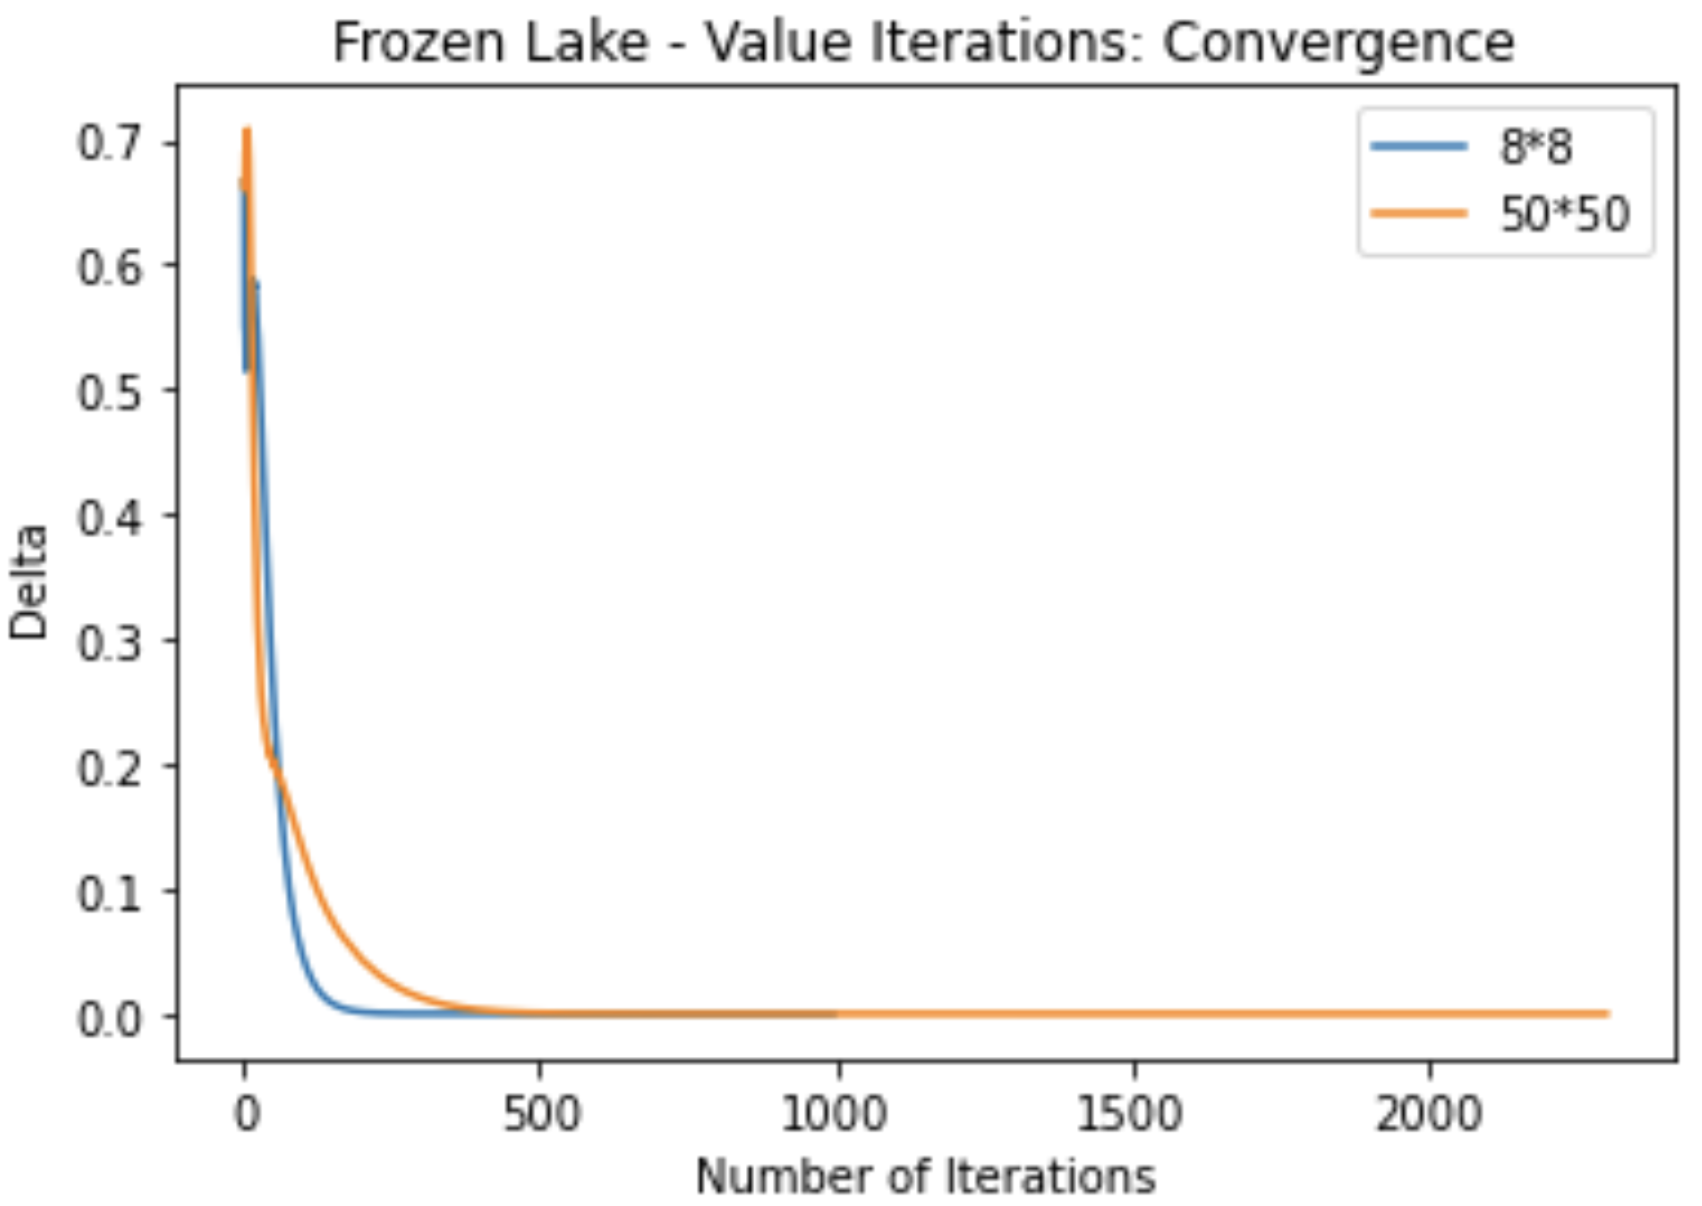 Frozen Lake - Value Iterations: Convergence
8*8
50*50
0.7
0.6
0.5
0.4
0.3
0.2
0.1
0.0
Delta
0 500 1000 1500 2000
Number of Iterations